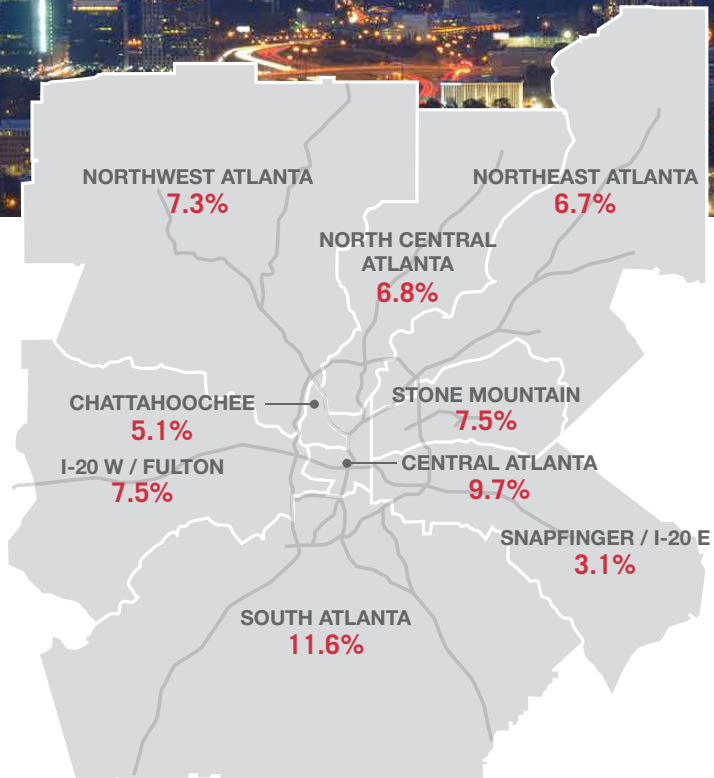 NORTHWEST ATLANTA
7.3%
NORTHEAST ATLANTA
6.7%
NORTH CENTRAL
ATLANTA
6.8%
CHATTAHOOCHEE
5.1%
STONE MOUNTAIN
7.5%
I-20 W / FULTON
7.5%
CENTRAL ATLANTA
9.7%
SNAPFINGER / I-20 E
3.1%
SOUTH ATLANTA
11.6%